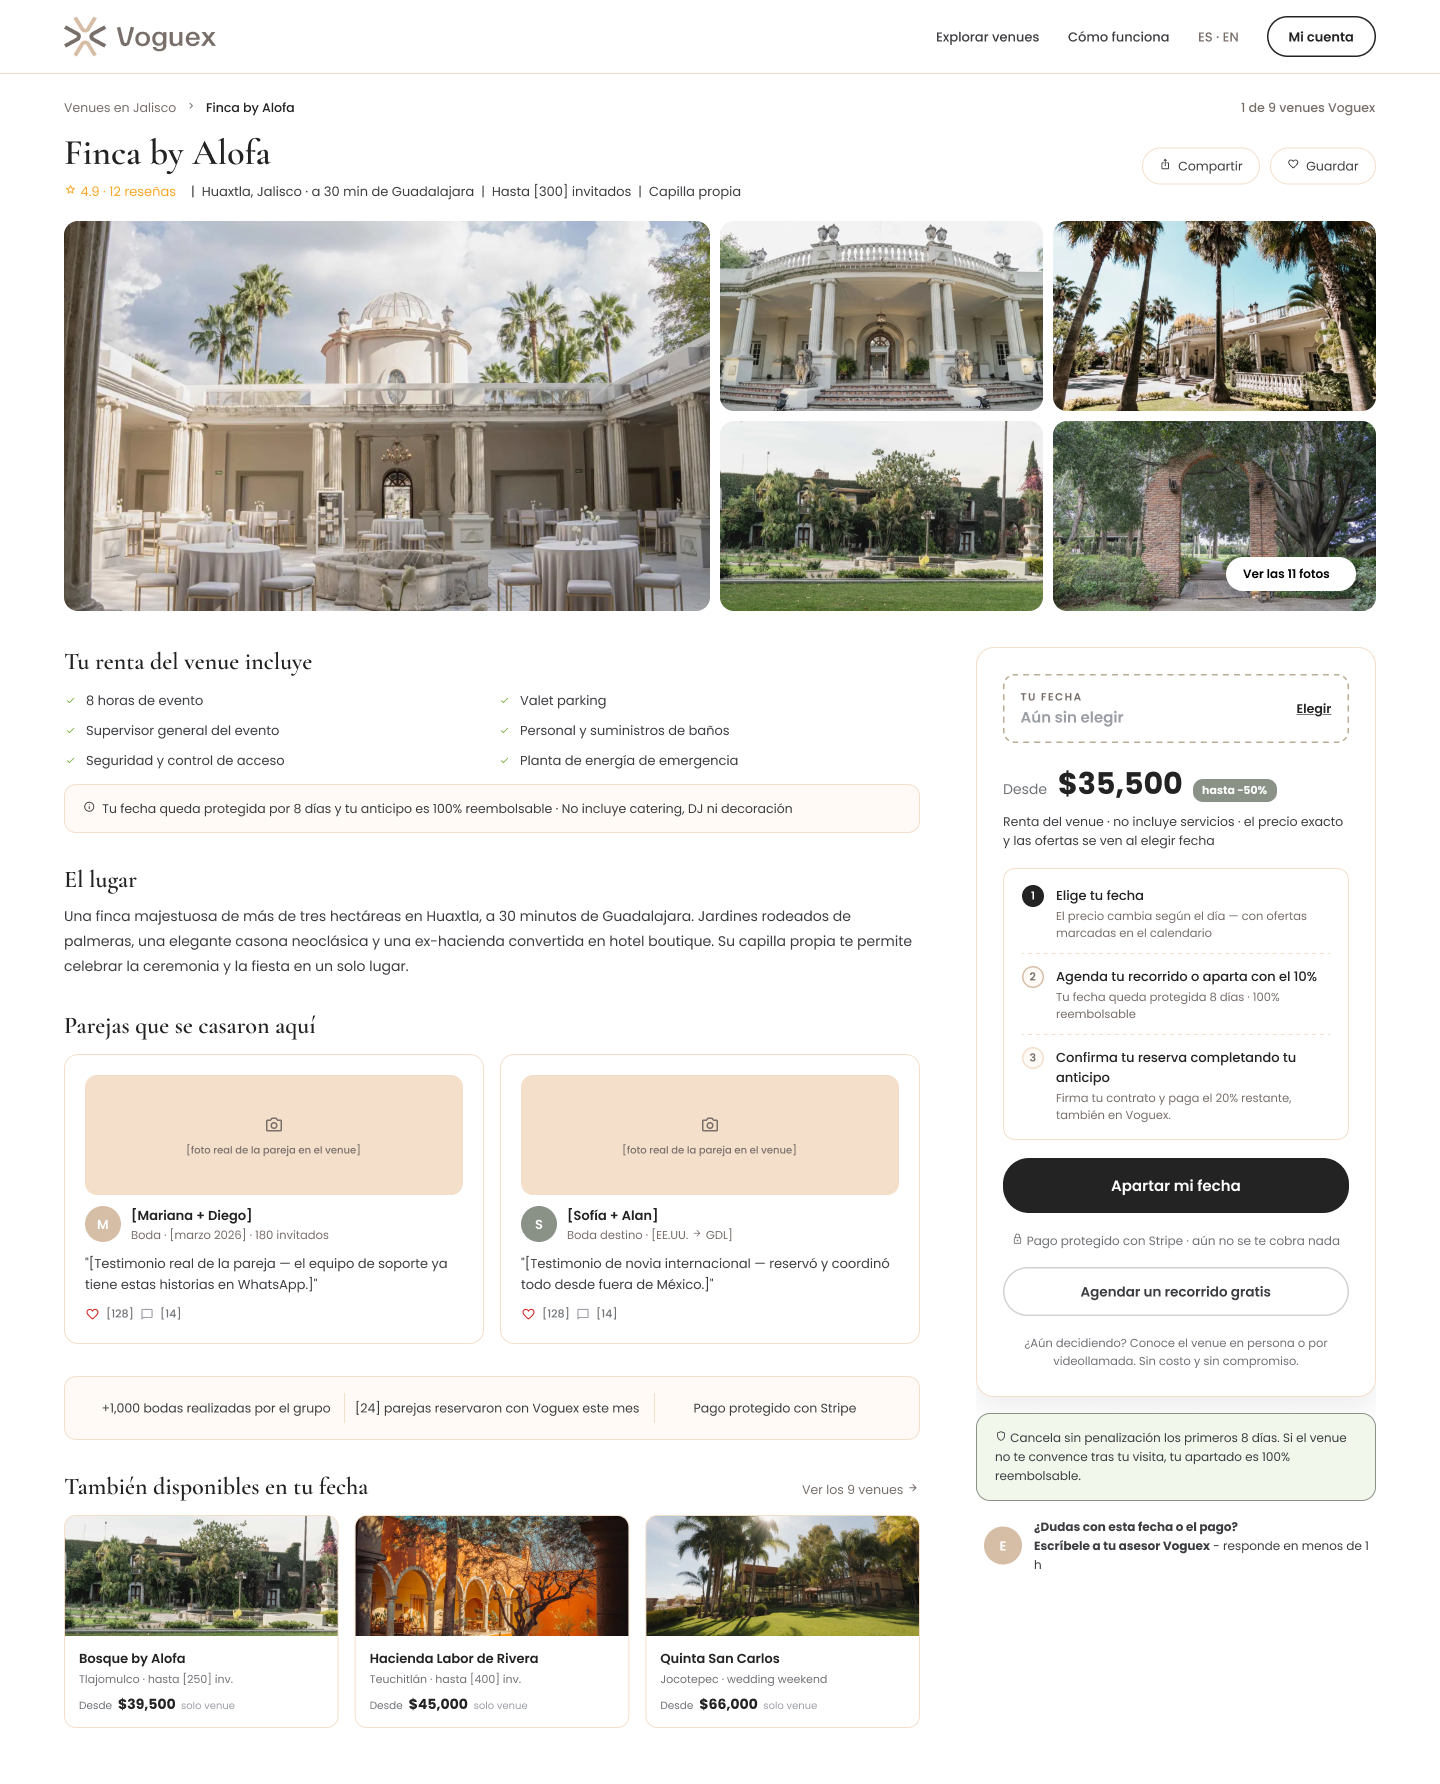 Voguex
Explorar venues
Cómo funciona
ES · EN
Mi cuenta
Venues en Jalisco > Finca by Alofa
1 de 9 venues Voguex
Finca by Alofa
4.9 · 12 reseñas | Huaxtla, Jalisco · a 30 min de Guadalajara | Hasta [300] invitados | Capilla propia
Compartir
Guardar
Ver las 11 fotos
Tu renta del venue incluye
8 horas de evento
Valet parking
Supervisor general del evento
Personal y suministros de baños
Seguridad y control de acceso
Planta de energía de emergencia
Tu fecha queda protegida por 8 días y tu anticipo es 100% reembolsable · No incluye catering, DJ ni decoración
El lugar
Una finca majestuosa de más de tres hectáreas en Huaxtla, a 30 minutos de Guadalajara. Jardines rodeados de
palmeras, una elegante casona neoclásica y una ex-hacienda convertida en hotel boutique. Su capilla propia te permite
celebrar la ceremonia y la fiesta en un solo lugar.
Parejas que se casaron aquí
[foto real de la pareja en el venue]
M
[Mariana + Diego]
Boda · [marzo 2026] · 180 invitados
"[Testimonio real de la pareja — el equipo de soporte ya
tiene estas historias en WhatsApp.]"
[128] [14]
[foto real de la pareja en el venue]
S
[Sofía + Alan]
Boda destino · [EE.UU. → GDL]
"[Testimonio de novia internacional — reservó y coordinó
todo desde fuera de México.]"
[128] [14]
+1,000 bodas realizadas por el grupo
[24] parejas reservaron con Voguex este mes
Pago protegido con Stripe
También disponibles en tu fecha
Ver los 9 venues →
Bosque by Alofa
Tlajomulco · hasta [250] inv.
Desde $39,500 solo venue
Hacienda Labor de Rivera
Teuchitlán · hasta [400] inv.
Desde $45,000 solo venue
Quinta San Carlos
Jocotepec · wedding weekend
Desde $66,000 solo venue
TU FECHA
Aún sin elegir
Elegir
Desde $35,500 hasta -50%
Renta del venue · no incluye servicios · el precio exacto
y las ofertas se ven al elegir fecha
1 Elige tu fecha
El precio cambia según el día — con ofertas
marcadas en el calendario
2 Agenda tu recorrido o aparta con el 10%
Tu fecha queda protegida 8 días · 100%
reembolsable
3 Confirma tu reserva completando tu
anticipo
Firma tu contrato y paga el 20% restante,
también en Voguex.
Apartar mi fecha
Pago protegido con Stripe · aún no se te cobra nada
Agendar un recorrido gratis
¿Aún decidiendo? Conoce el venue en persona o por
videollamada. Sin costo y sin compromiso.
Cancela sin penalización los primeros 8 días. Si el venue
no te convence tras tu visita, tu apartado es 100%
reembolsable.
E
¿Dudas con esta fecha o el pago?
Escríbele a tu asesor Voguex - responde en menos de 1
h